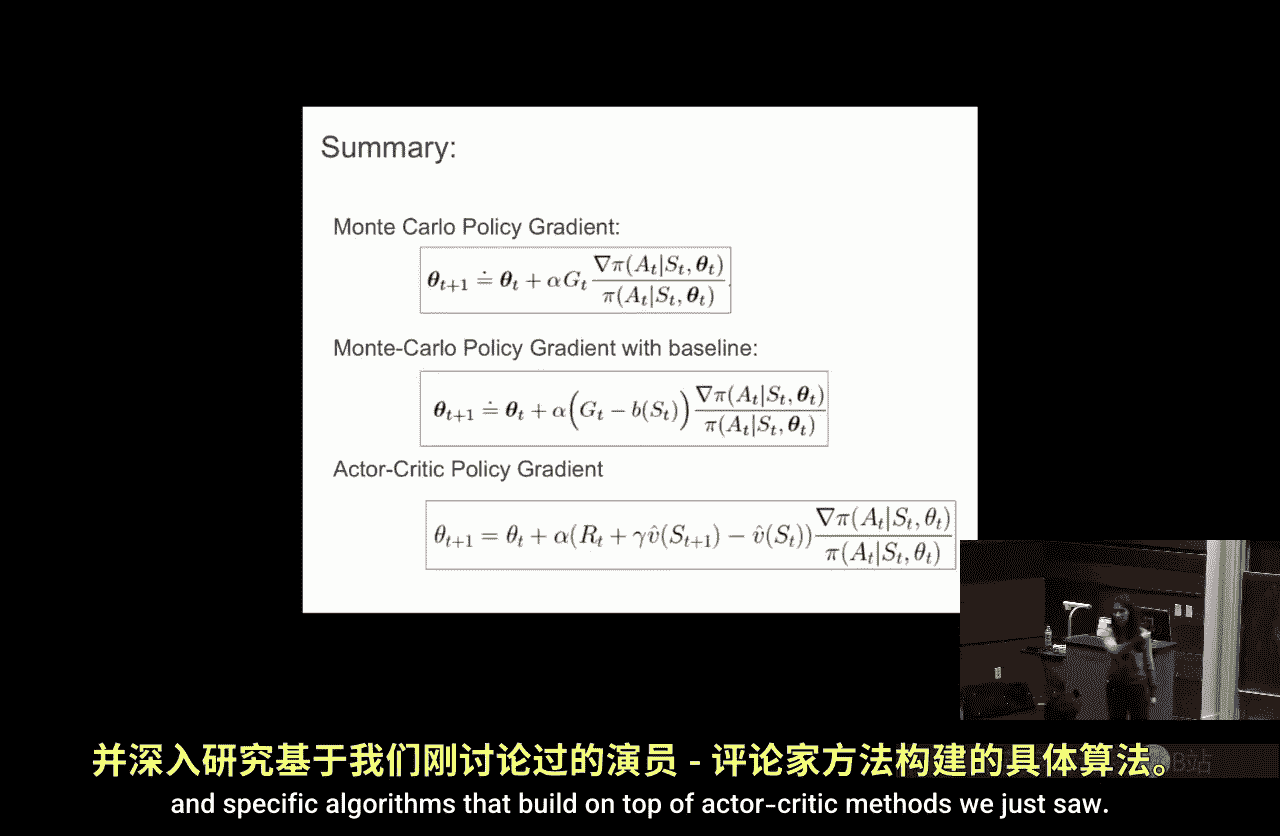 Summary:
Monte Carlo Policy Gradient:
θ_{t+1} ≐ θ_t + αG_t ∇π(A_t|S_t, θ_t) / π(A_t|S_t, θ_t).
Monte-Carlo Policy Gradient with baseline:
θ_{t+1} ≐ θ_t + α(G_t − b(S_t)) ∇π(A_t|S_t, θ_t) / π(A_t|S_t, θ_t)
Actor-Critic Policy Gradient
θ_{t+1} = θ_t + α(R_t + γv̂(S_{t+1}) − v̂(S_t)) ∇π(A_t|S_t, θ_t) / π(A_t|S_t, θ_t)
并深入研究基于我们刚讨论过的演员 - 评论家方法构建的具体算法。
B站
and specific algorithms that build on top of actor-critic methods we just saw.